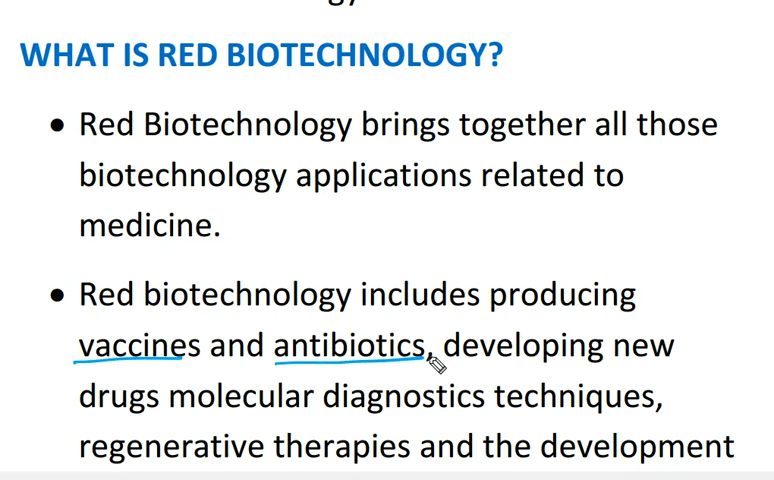 WHAT IS RED BIOTECHNOLOGY?
• Red Biotechnology brings together all those
biotechnology applications related to
medicine.
• Red biotechnology includes producing
vaccines and antibiotics, developing new
drugs molecular diagnostics techniques,
regenerative therapies and the development